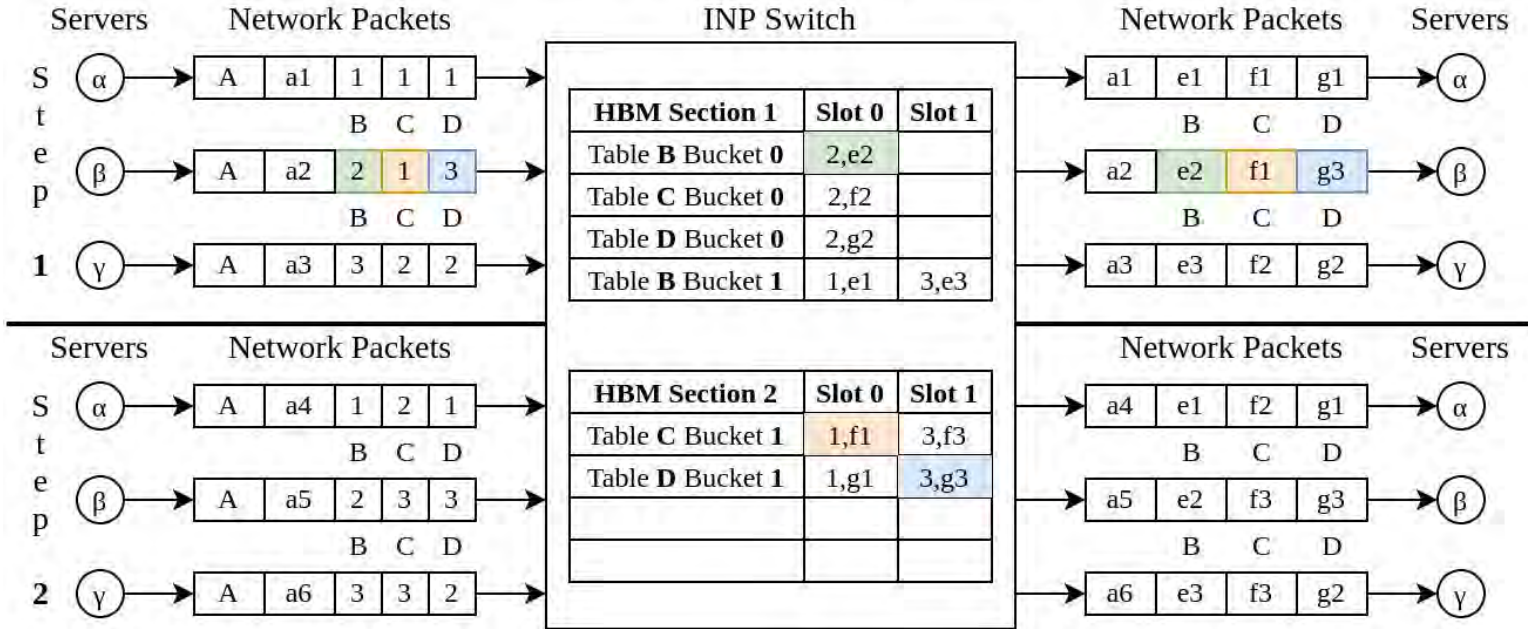 Servers Network Packets INP Switch Network Packets Servers
S α A a1 1 1 1 a1 e1 f1 g1 α
t B C D HBM Section 1 Slot 0 Slot 1 B C D
e β A a2 2 1 3 Table B Bucket 0 2,e2 a2 e2 f1 g3 β
p B C D Table C Bucket 0 2,f2 B C D
Table D Bucket 0 2,g2
1 γ A a3 3 2 2 Table B Bucket 1 1,e1 3,e3 a3 e3 f2 g2 γ
Servers Network Packets Network Packets Servers
S α A a4 1 2 1 HBM Section 2 Slot 0 Slot 1 a4 e1 f2 g1 α
t B C D Table C Bucket 1 1,f1 3,f3 B C D
e β A a5 2 3 3 Table D Bucket 1 1,g1 3,g3 a5 e2 f3 g3 β
p B C D B C D
2 γ A a6 3 3 2 a6 e3 f3 g2 γ